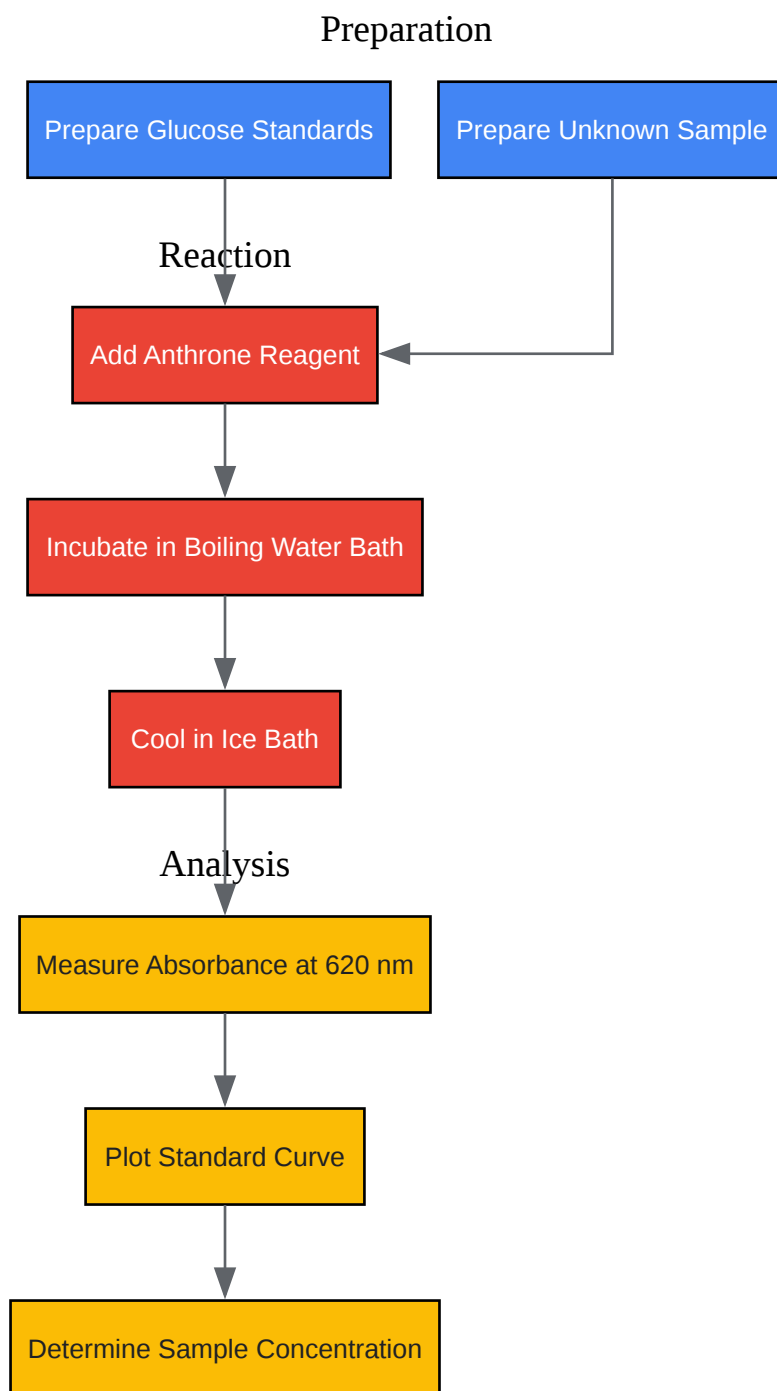 Preparation
Prepare Glucose Standards
Prepare Unknown Sample
Reaction
Add Anthrone Reagent
Incubate in Boiling Water Bath
Cool in Ice Bath
Analysis
Measure Absorbance at 620 nm
Plot Standard Curve
Determine Sample Concentration